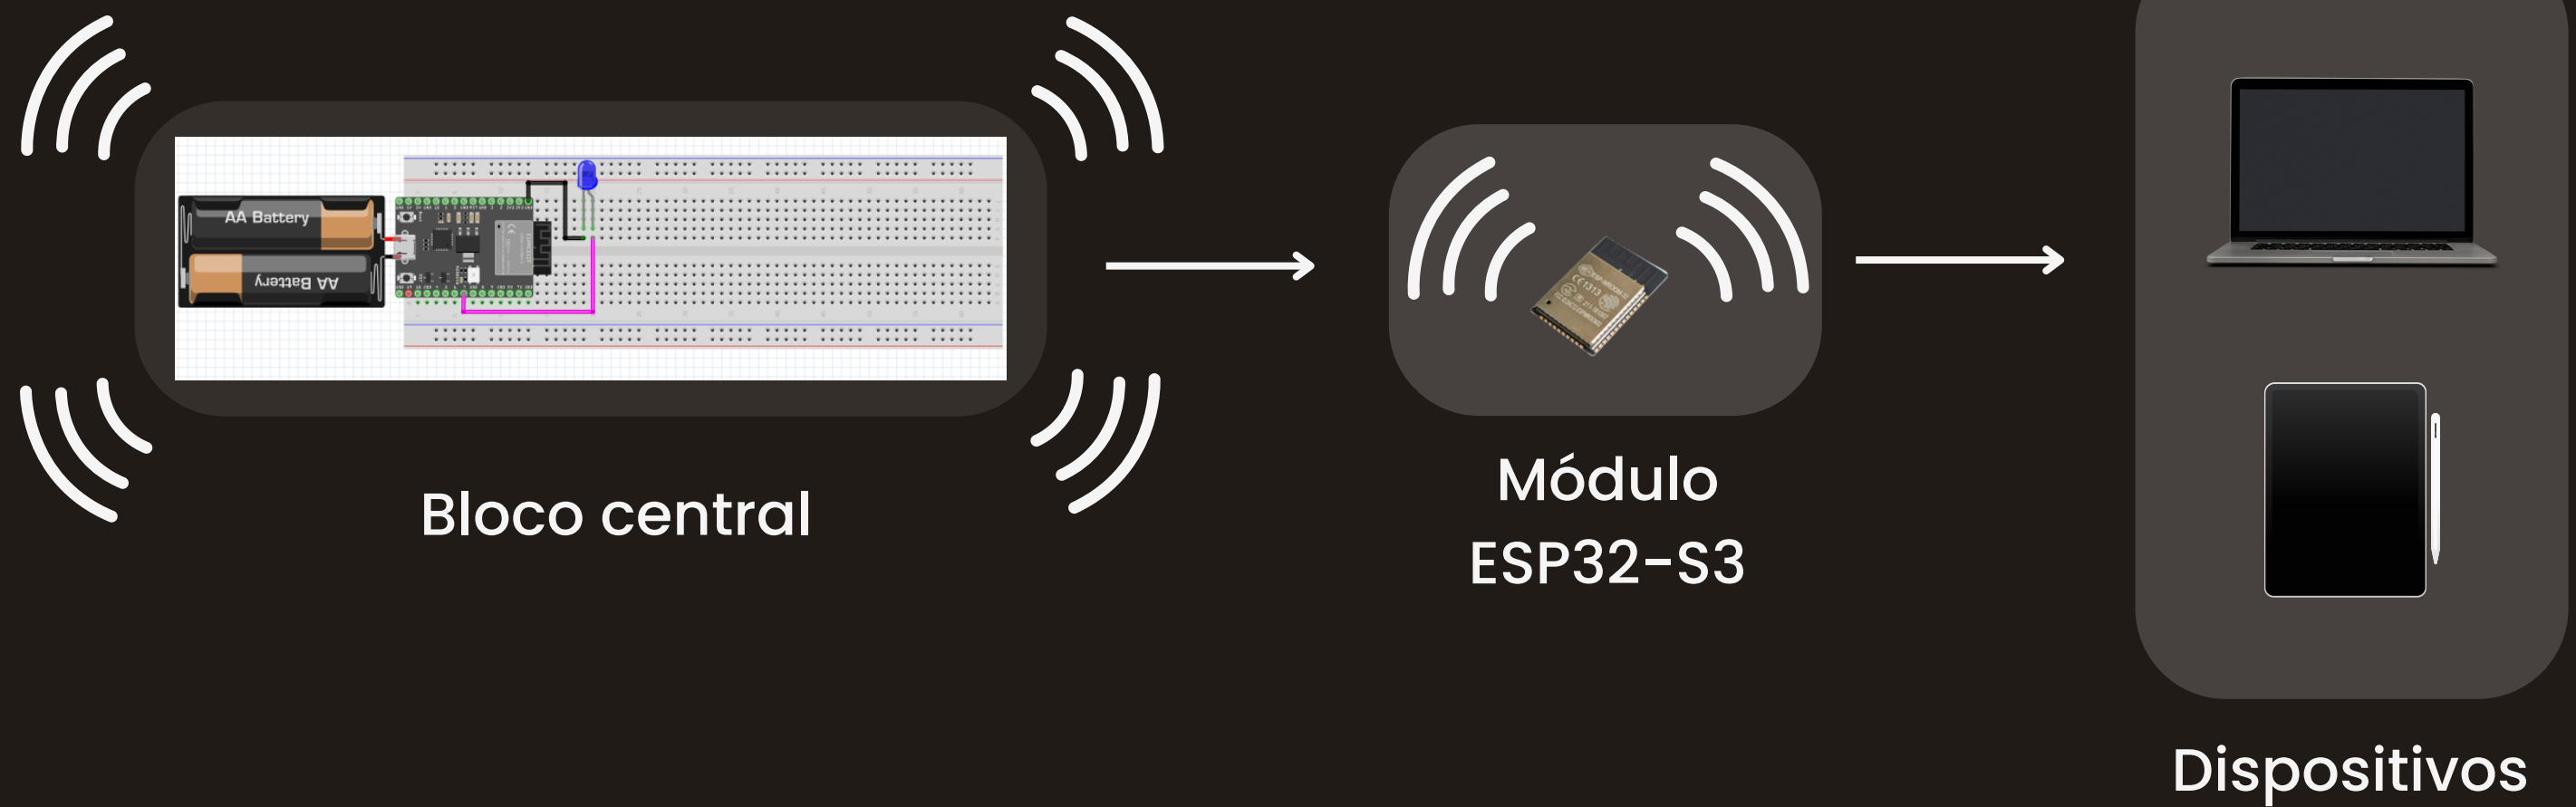 AA Battery
AA Battery
Bloco central
Módulo
ESP32-S3
Dispositivos